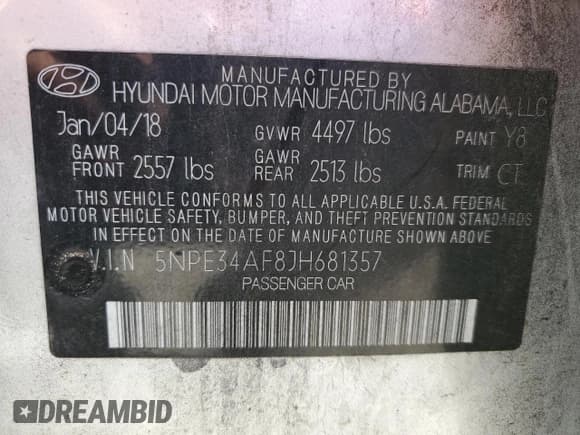 MANUFACTURED BY
HYUNDAI MOTOR MANUFACTURING ALABAMA, LLC
Jan/04/18 GVWR 4497 lbs PAINT Y8
GAWR FRONT 2557 lbs GAWR REAR 2513 lbs TRIM CT
THIS VEHICLE CONFORMS TO ALL APPLICABLE U.S.A. FEDERAL
MOTOR VEHICLE SAFETY, BUMPER, AND THEFT PREVENTION STANDARDS
IN EFFECT ON THE DATE OF MANUFACTURE SHOWN ABOVE
V.I.N 5NPE34AF8JH681357
PASSENGER CAR
DREAMBID